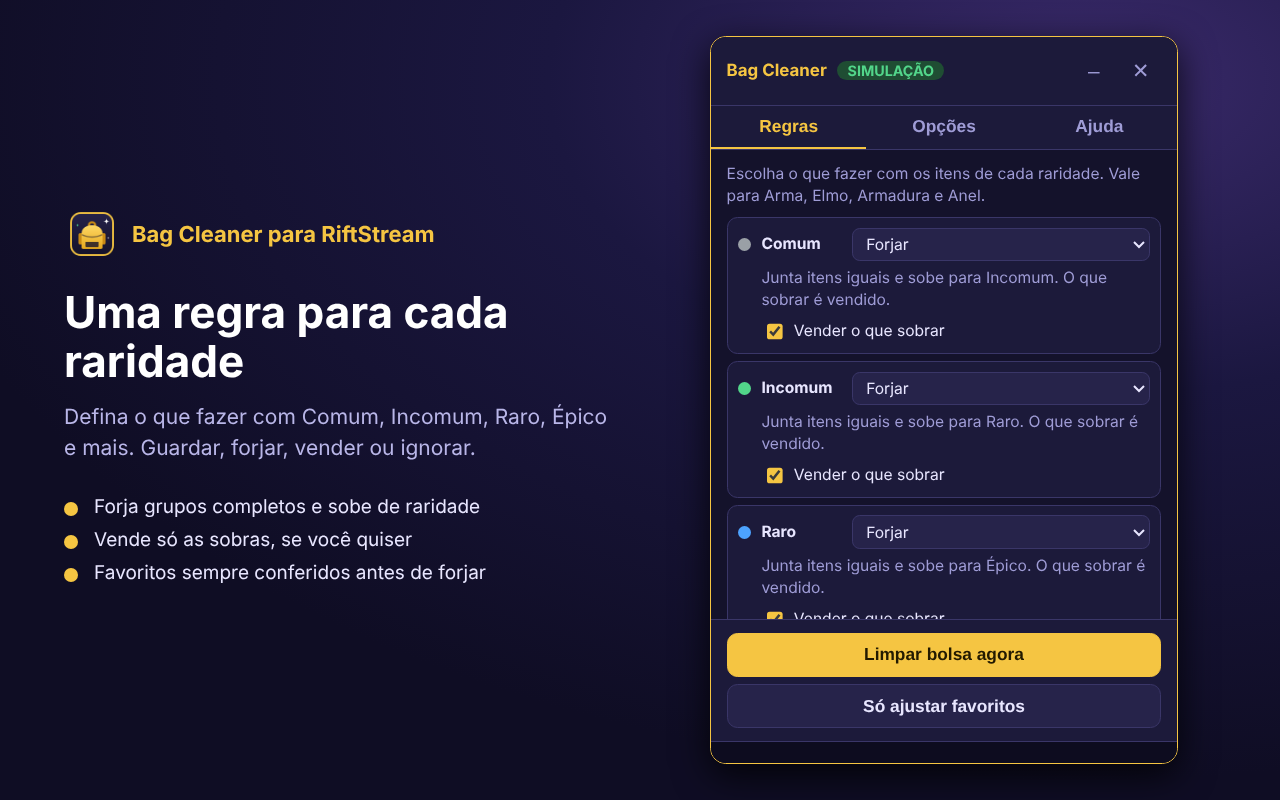 Bag Cleaner para RiftStream
Uma regra para cada
raridade
Defina o que fazer com Comum, Incomum, Raro, Épico
e mais. Guardar, forjar, vender ou ignorar.
Forja grupos completos e sobe de raridade
Vende só as sobras, se você quiser
Favoritos sempre conferidos antes de forjar
Bag Cleaner SIMULAÇÃO
Regras Opções Ajuda
Escolha o que fazer com os itens de cada raridade. Vale
para Arma, Elmo, Armadura e Anel.
Comum Forjar
Junta itens iguais e sobe para Incomum. O que
sobrar é vendido.
Vender o que sobrar
Incomum Forjar
Junta itens iguais e sobe para Raro. O que sobrar é
vendido.
Vender o que sobrar
Raro Forjar
Junta itens iguais e sobe para Épico. O que sobrar é
vendido.
Vender o que sobrar
Limpar bolsa agora
Só ajustar favoritos